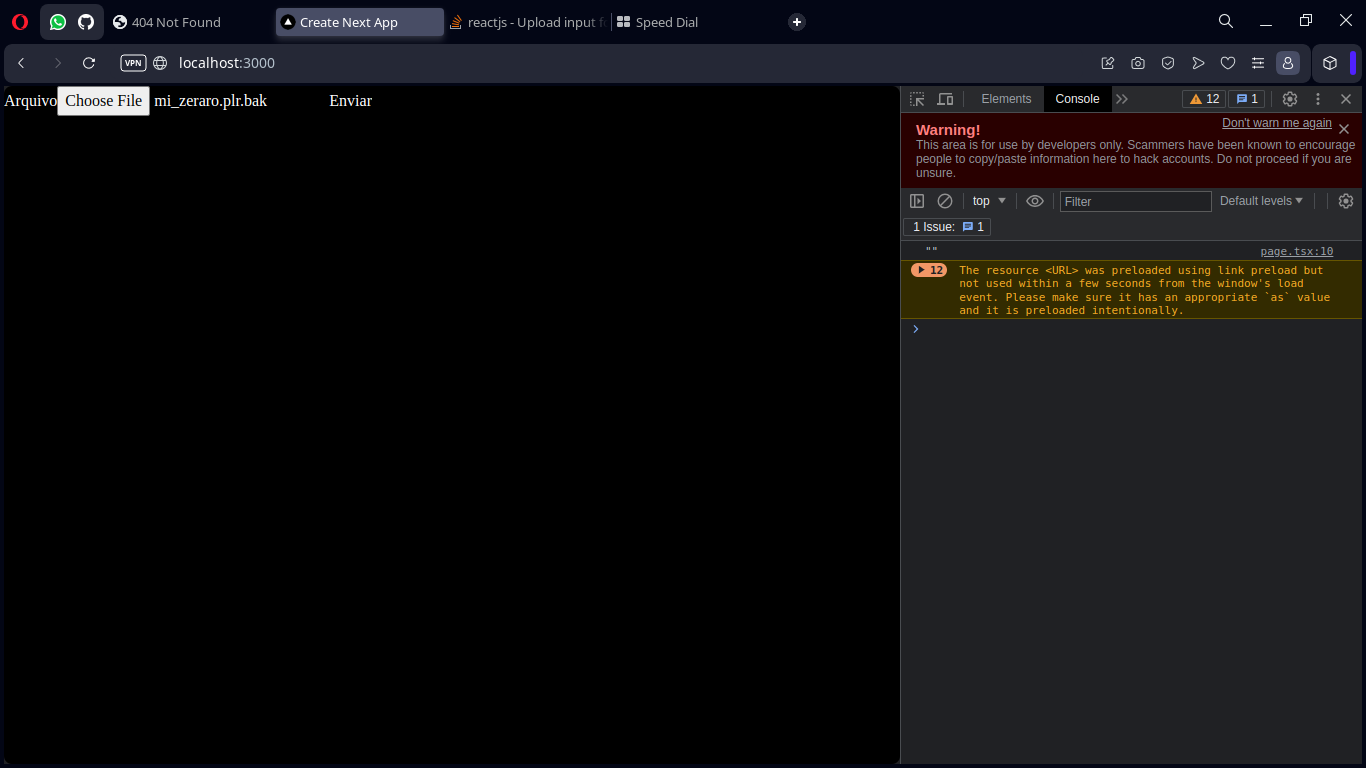 404 Not Found
Create Next App
reactjs - Upload input f
Speed Dial
VPN
localhost:3000
Arquivo Choose File mi_zeraro.plr.bak Enviar
Elements Console 12 1
Warning!
Don't warn me again
This area is for use by developers only. Scammers have been known to encourage
people to copy/paste information here to hack accounts. Do not proceed if you are
unsure.
top Filter Default levels
1 Issue: 1
"" page.tsx:10
12 The resource <URL> was preloaded using link preload but
not used within a few seconds from the window's load
event. Please make sure it has an appropriate `as` value
and it is preloaded intentionally.